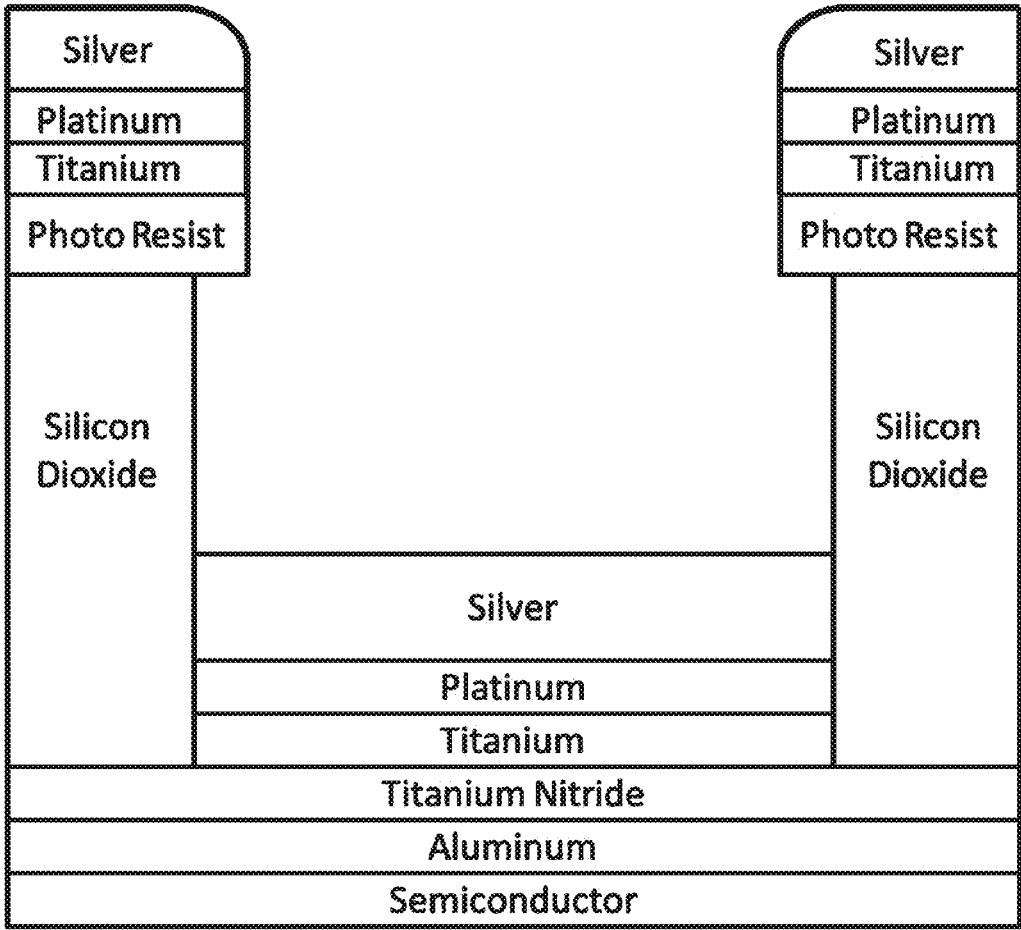 Silver
Silver
Platinum
Platinum
Titanium
Titanium
Photo Resist
Photo Resist
Silicon
Dioxide
Silicon
Dioxide
Silver
Platinum
Titanium
Titanium Nitride
Aluminum
Semiconductor